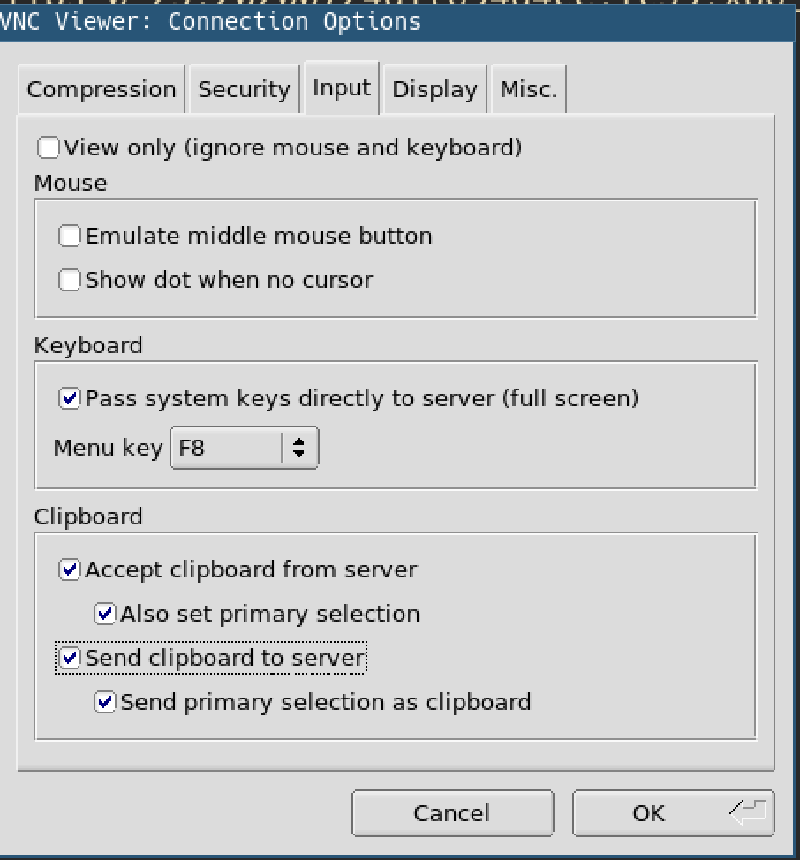 VNC Viewer: Connection Options
Compression Security Input Display Misc.
View only (ignore mouse and keyboard)
Mouse
Emulate middle mouse button
Show dot when no cursor
Keyboard
Pass system keys directly to server (full screen)
Menu key F8
Clipboard
Accept clipboard from server
Also set primary selection
Send clipboard to server
Send primary selection as clipboard
Cancel OK